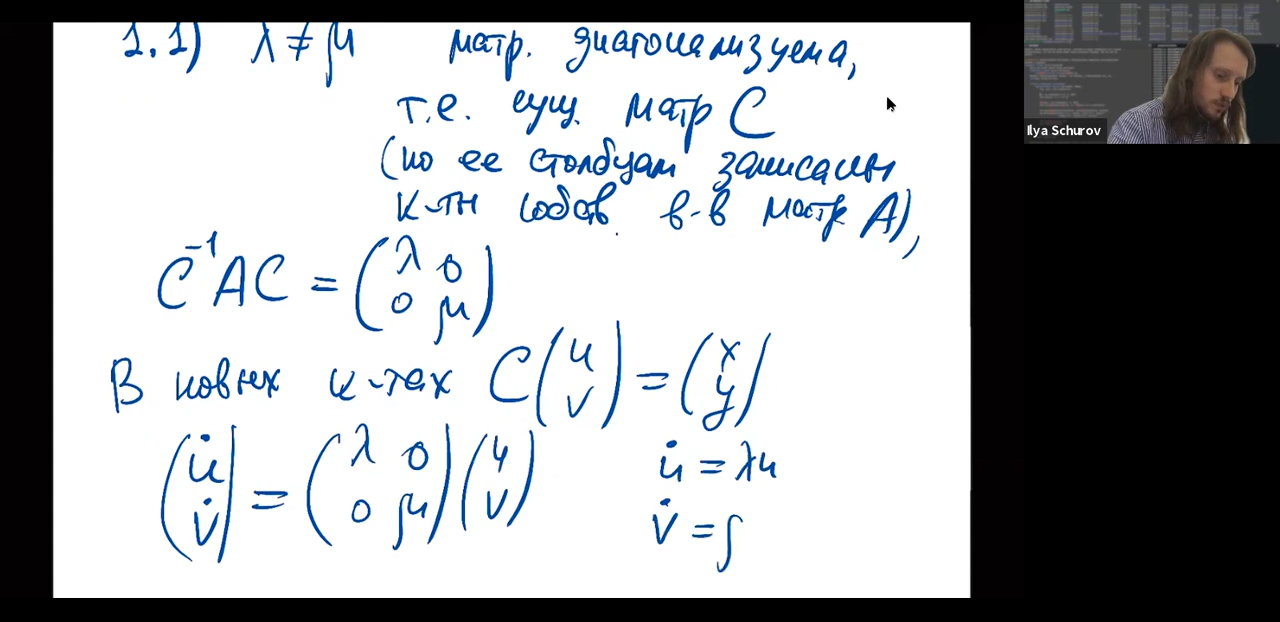 1.1) λ ≠ μ матр. диагонализуема,
т.е. сущ. матр C
(по ее столбцам записаны
к-ты собств в-в матр A),
C⁻¹AC = (λ 0
0 μ)
В новых к-тах C(u
v) = (x
y)
(u̇
v̇) = (λ 0
0 μ)(u
v)
u̇ = λu
v̇ = ∫
Ilya Schurov